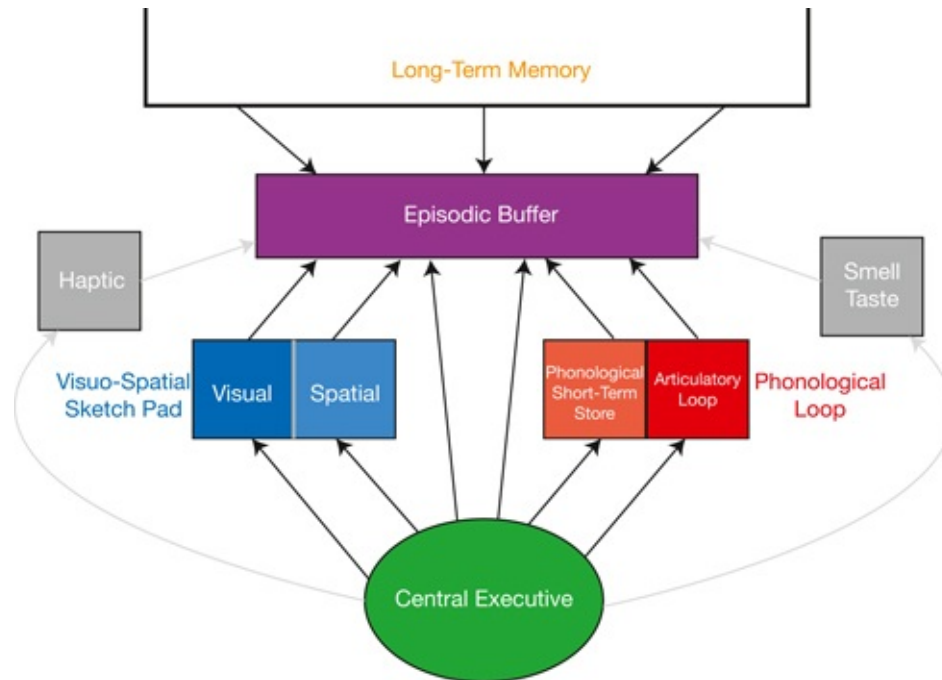 Long-Term Memory
Episodic Buffer
Haptic
Smell
Taste
Visuo-Spatial
Sketch Pad
Visual
Spatial
Phonological
Short-Term
Store
Articulatory
Loop
Phonological
Loop
Central Executive